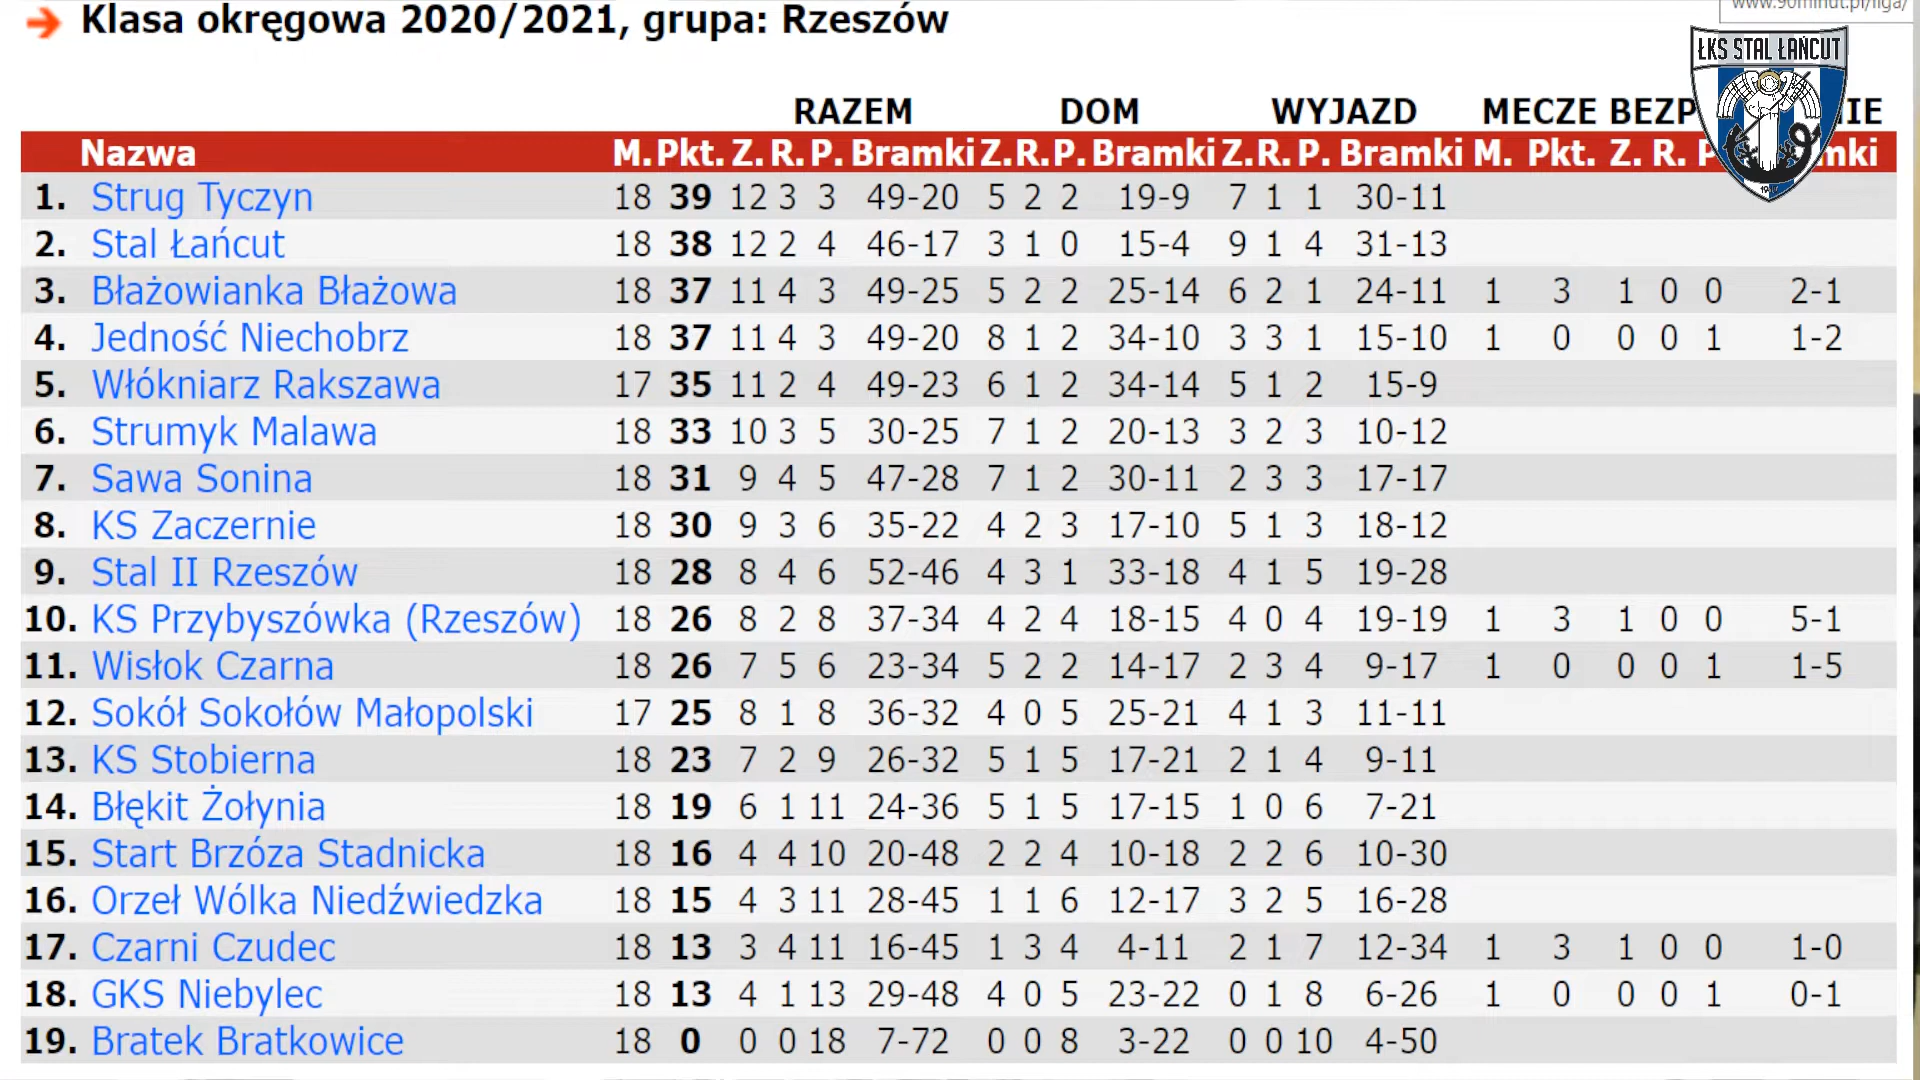 www.90minut.pl/liga/
Klasa okręgowa 2020/2021, grupa: Rzeszów
ŁKS STAL ŁAŃCUT
RAZEM DOM WYJAZD MECZE BEZP IE
Nazwa M. Pkt. Z. R. P. Bramki Z. R. P. Bramki Z. R. P. Bramki M. Pkt. Z. R. P mki
1. Strug Tyczyn 18 39 12 3 3 49-20 5 2 2 19-9 7 1 1 30-11
2. Stal Łańcut 18 38 12 2 4 46-17 3 1 0 15-4 9 1 4 31-13
3. Błażowianka Błażowa 18 37 11 4 3 49-25 5 2 2 25-14 6 2 1 24-11 1 3 1 0 0 2-1
4. Jedność Niechobrz 18 37 11 4 3 49-20 8 1 2 34-10 3 3 1 15-10 1 0 0 0 1 1-2
5. Włókniarz Rakszawa 17 35 11 2 4 49-23 6 1 2 34-14 5 1 2 15-9
6. Strumyk Malawa 18 33 10 3 5 30-25 7 1 2 20-13 3 2 3 10-12
7. Sawa Sonina 18 31 9 4 5 47-28 7 1 2 30-11 2 3 3 17-17
8. KS Zaczernie 18 30 9 3 6 35-22 4 2 3 17-10 5 1 3 18-12
9. Stal II Rzeszów 18 28 8 4 6 52-46 4 3 1 33-18 4 1 5 19-28
10. KS Przybyszówka (Rzeszów) 18 26 8 2 8 37-34 4 2 4 18-15 4 0 4 19-19 1 3 1 0 0 5-1
11. Wisłok Czarna 18 26 7 5 6 23-34 5 2 2 14-17 2 3 4 9-17 1 0 0 0 1 1-5
12. Sokół Sokołów Małopolski 17 25 8 1 8 36-32 4 0 5 25-21 4 1 3 11-11
13. KS Stobierna 18 23 7 2 9 26-32 5 1 5 17-21 2 1 4 9-11
14. Błękit Żołynia 18 19 6 1 11 24-36 5 1 5 17-15 1 0 6 7-21
15. Start Brzóza Stadnicka 18 16 4 4 10 20-48 2 2 4 10-18 2 2 6 10-30
16. Orzeł Wólka Niedźwiedzka 18 15 4 3 11 28-45 1 1 6 12-17 3 2 5 16-28
17. Czarni Czudec 18 13 3 4 11 16-45 1 3 4 4-11 2 1 7 12-34 1 3 1 0 0 1-0
18. GKS Niebylec 18 13 4 1 13 29-48 4 0 5 23-22 0 1 8 6-26 1 0 0 0 1 0-1
19. Bratek Bratkowice 18 0 0 0 18 7-72 0 0 8 3-22 0 0 10 4-50